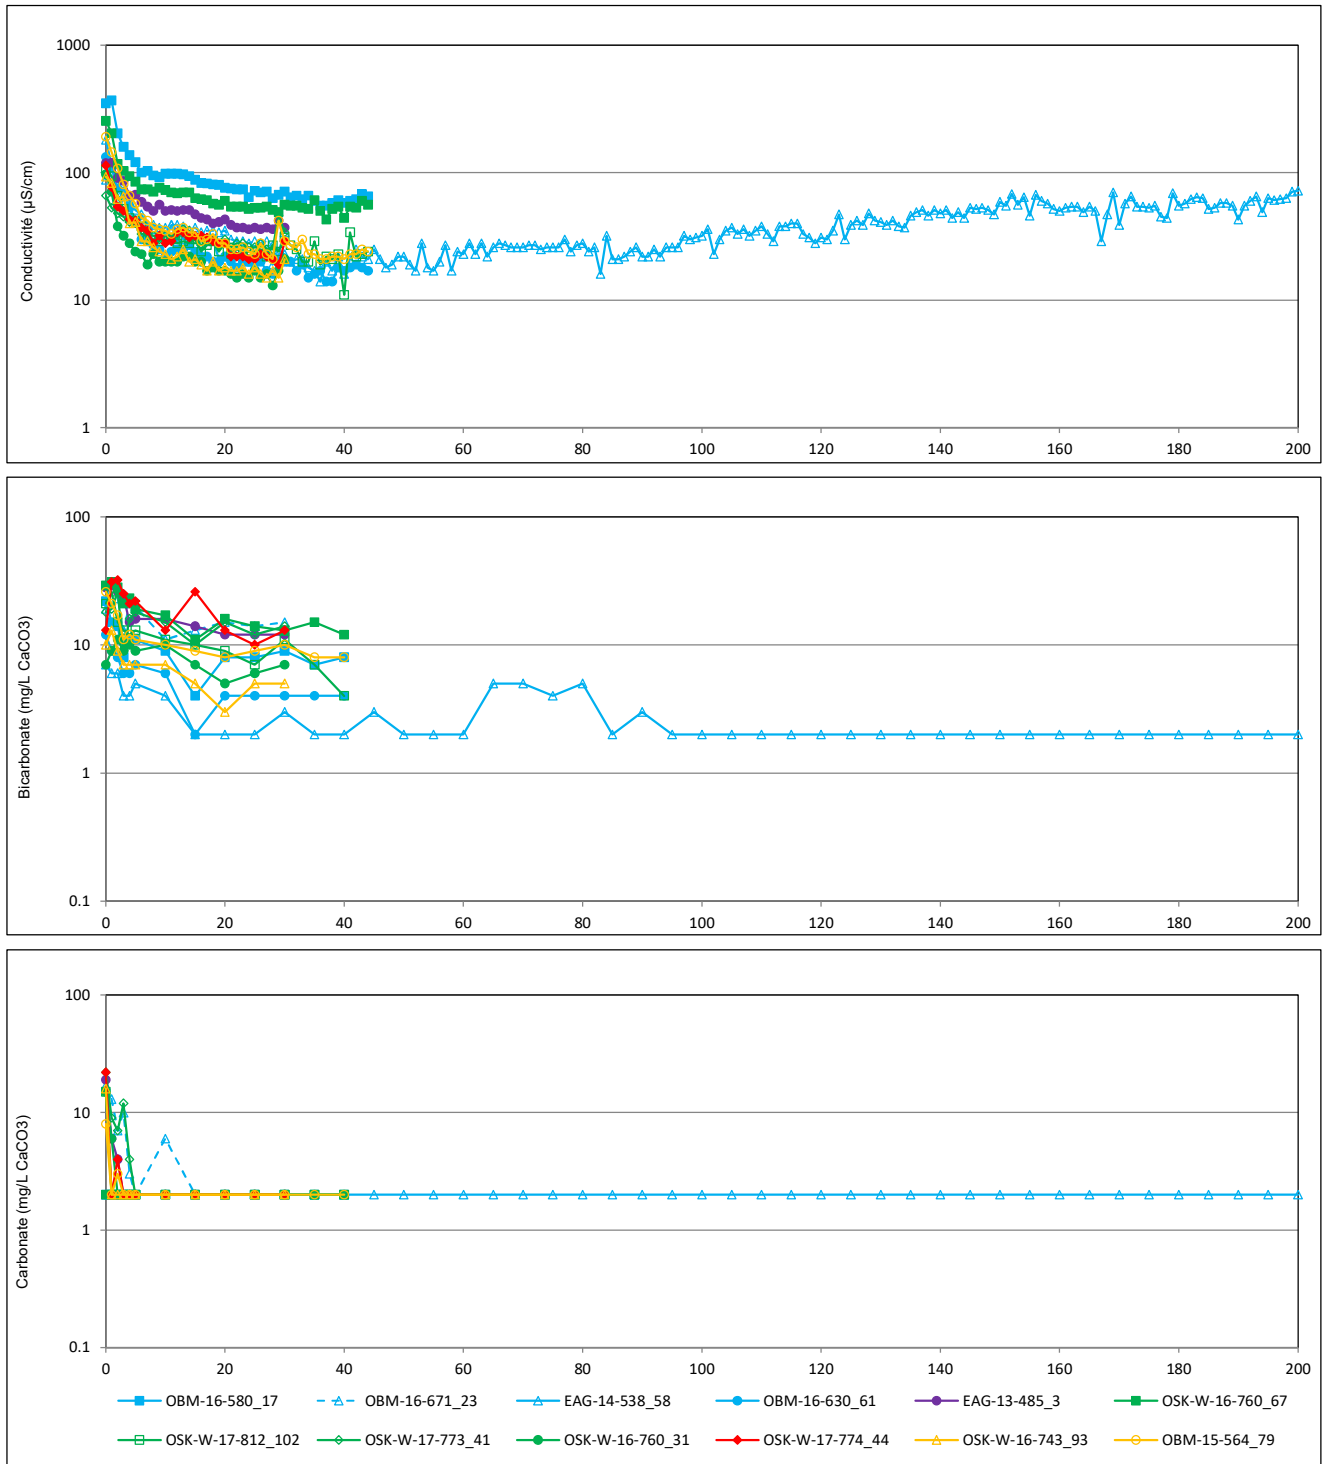 1000
100
10
1
Conductivité (µS/cm)
0 20 40 60 80 100 120 140 160 180 200
100
10
1
0.1
Bicarbonate (mg/L CaCO3)
0 20 40 60 80 100 120 140 160 180 200
100
10
1
0.1
Carbonate (mg/L CaCO3)
0 20 40 60 80 100 120 140 160 180 200
OBM-16-580_17 OBM-16-671_23 EAG-14-538_58 OBM-16-630_61 EAG-13-485_3 OSK-W-16-760_67
OSK-W-17-812_102 OSK-W-17-773_41 OSK-W-16-760_31 OSK-W-17-774_44 OSK-W-16-743_93 OBM-15-564_79